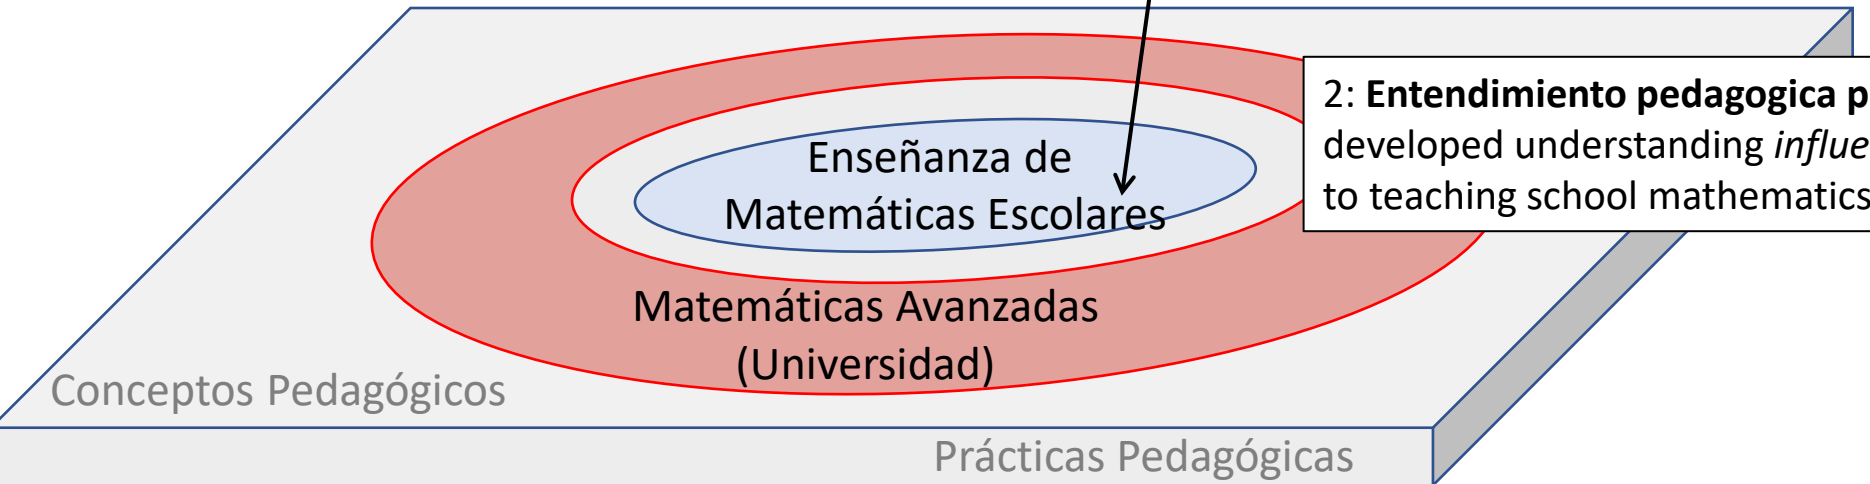 2: Entendimiento pedagogica
developed understanding
to teaching school mathematics
Enseñanza de
Matemáticas Escolares
Matemáticas Avanzadas
(Universidad)
Conceptos Pedagógicos
Prácticas Pedagógicas